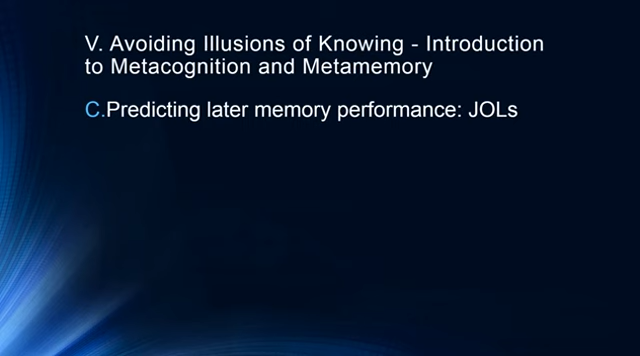 V. Avoiding Illusions of Knowing - Introduction
to Metacognition and Metamemory
C.Predicting later memory performance: JOLs